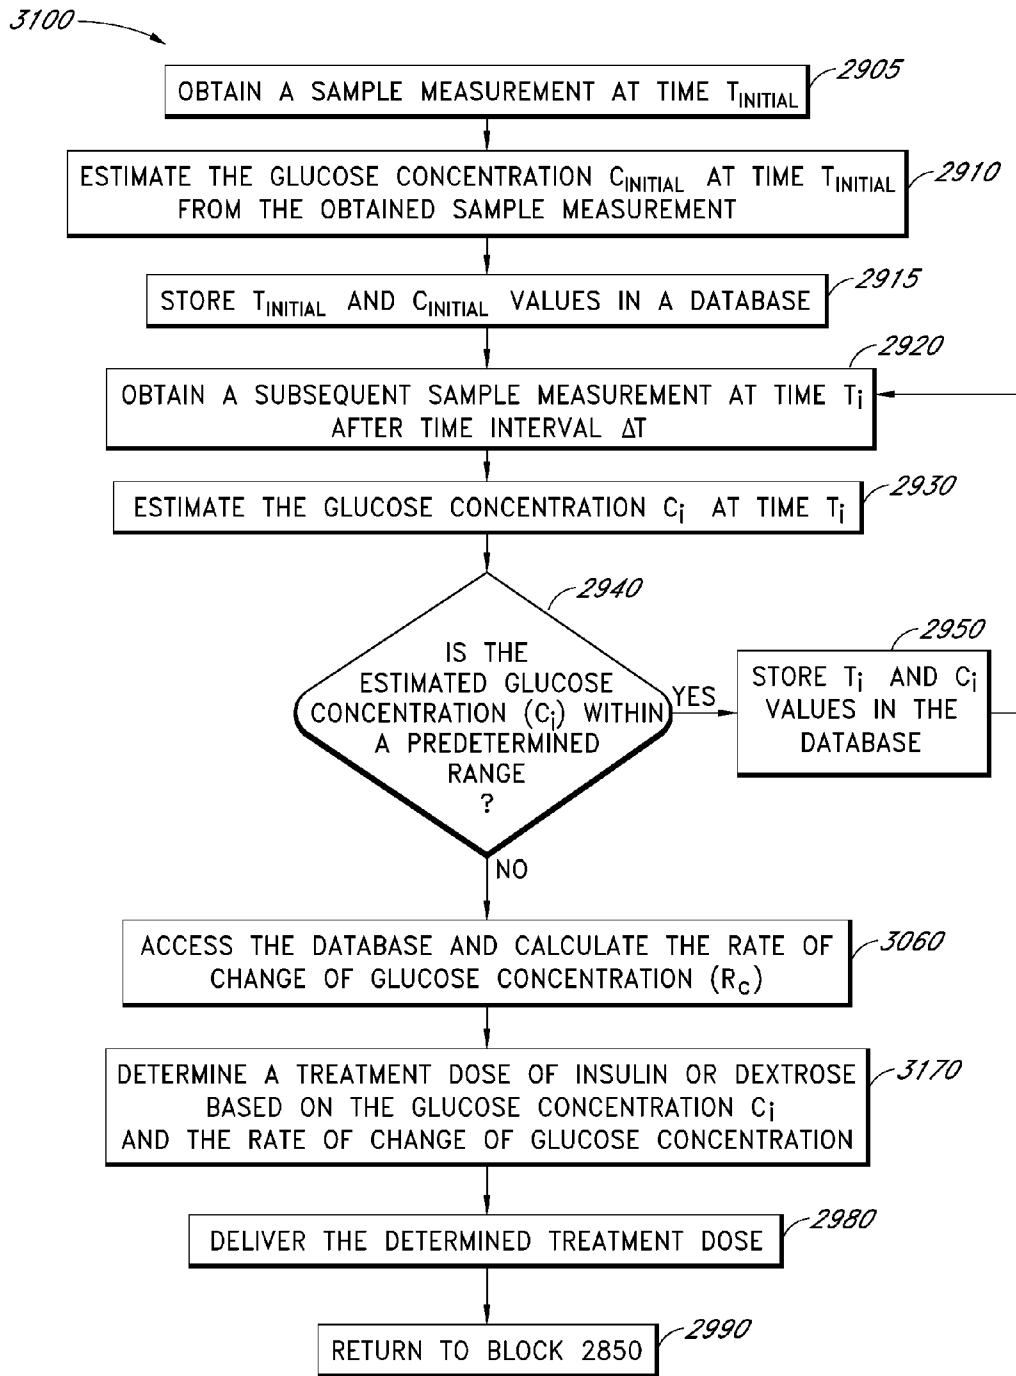 3100
2905
OBTAIN A SAMPLE MEASUREMENT AT TIME TINITIAL
2910
ESTIMATE THE GLUCOSE CONCENTRATION CINITIAL AT TIME TINITIAL
FROM THE OBTAINED SAMPLE MEASUREMENT
2915
STORE TINITIAL AND CINITIAL VALUES IN A DATABASE
2920
OBTAIN A SUBSEQUENT SAMPLE MEASUREMENT AT TIME Ti
AFTER TIME INTERVAL ΔT
2930
ESTIMATE THE GLUCOSE CONCENTRATION Ci AT TIME Ti
2940
IS THE
ESTIMATED GLUCOSE
CONCENTRATION (Ci) WITHIN
A PREDETERMINED
RANGE
?
YES
2950
STORE Ti AND Ci
VALUES IN THE
DATABASE
NO
3060
ACCESS THE DATABASE AND CALCULATE THE RATE OF
CHANGE OF GLUCOSE CONCENTRATION (RC)
3170
DETERMINE A TREATMENT DOSE OF INSULIN OR DEXTROSE
BASED ON THE GLUCOSE CONCENTRATION Ci
AND THE RATE OF CHANGE OF GLUCOSE CONCENTRATION
2980
DELIVER THE DETERMINED TREATMENT DOSE
2990
RETURN TO BLOCK 2850